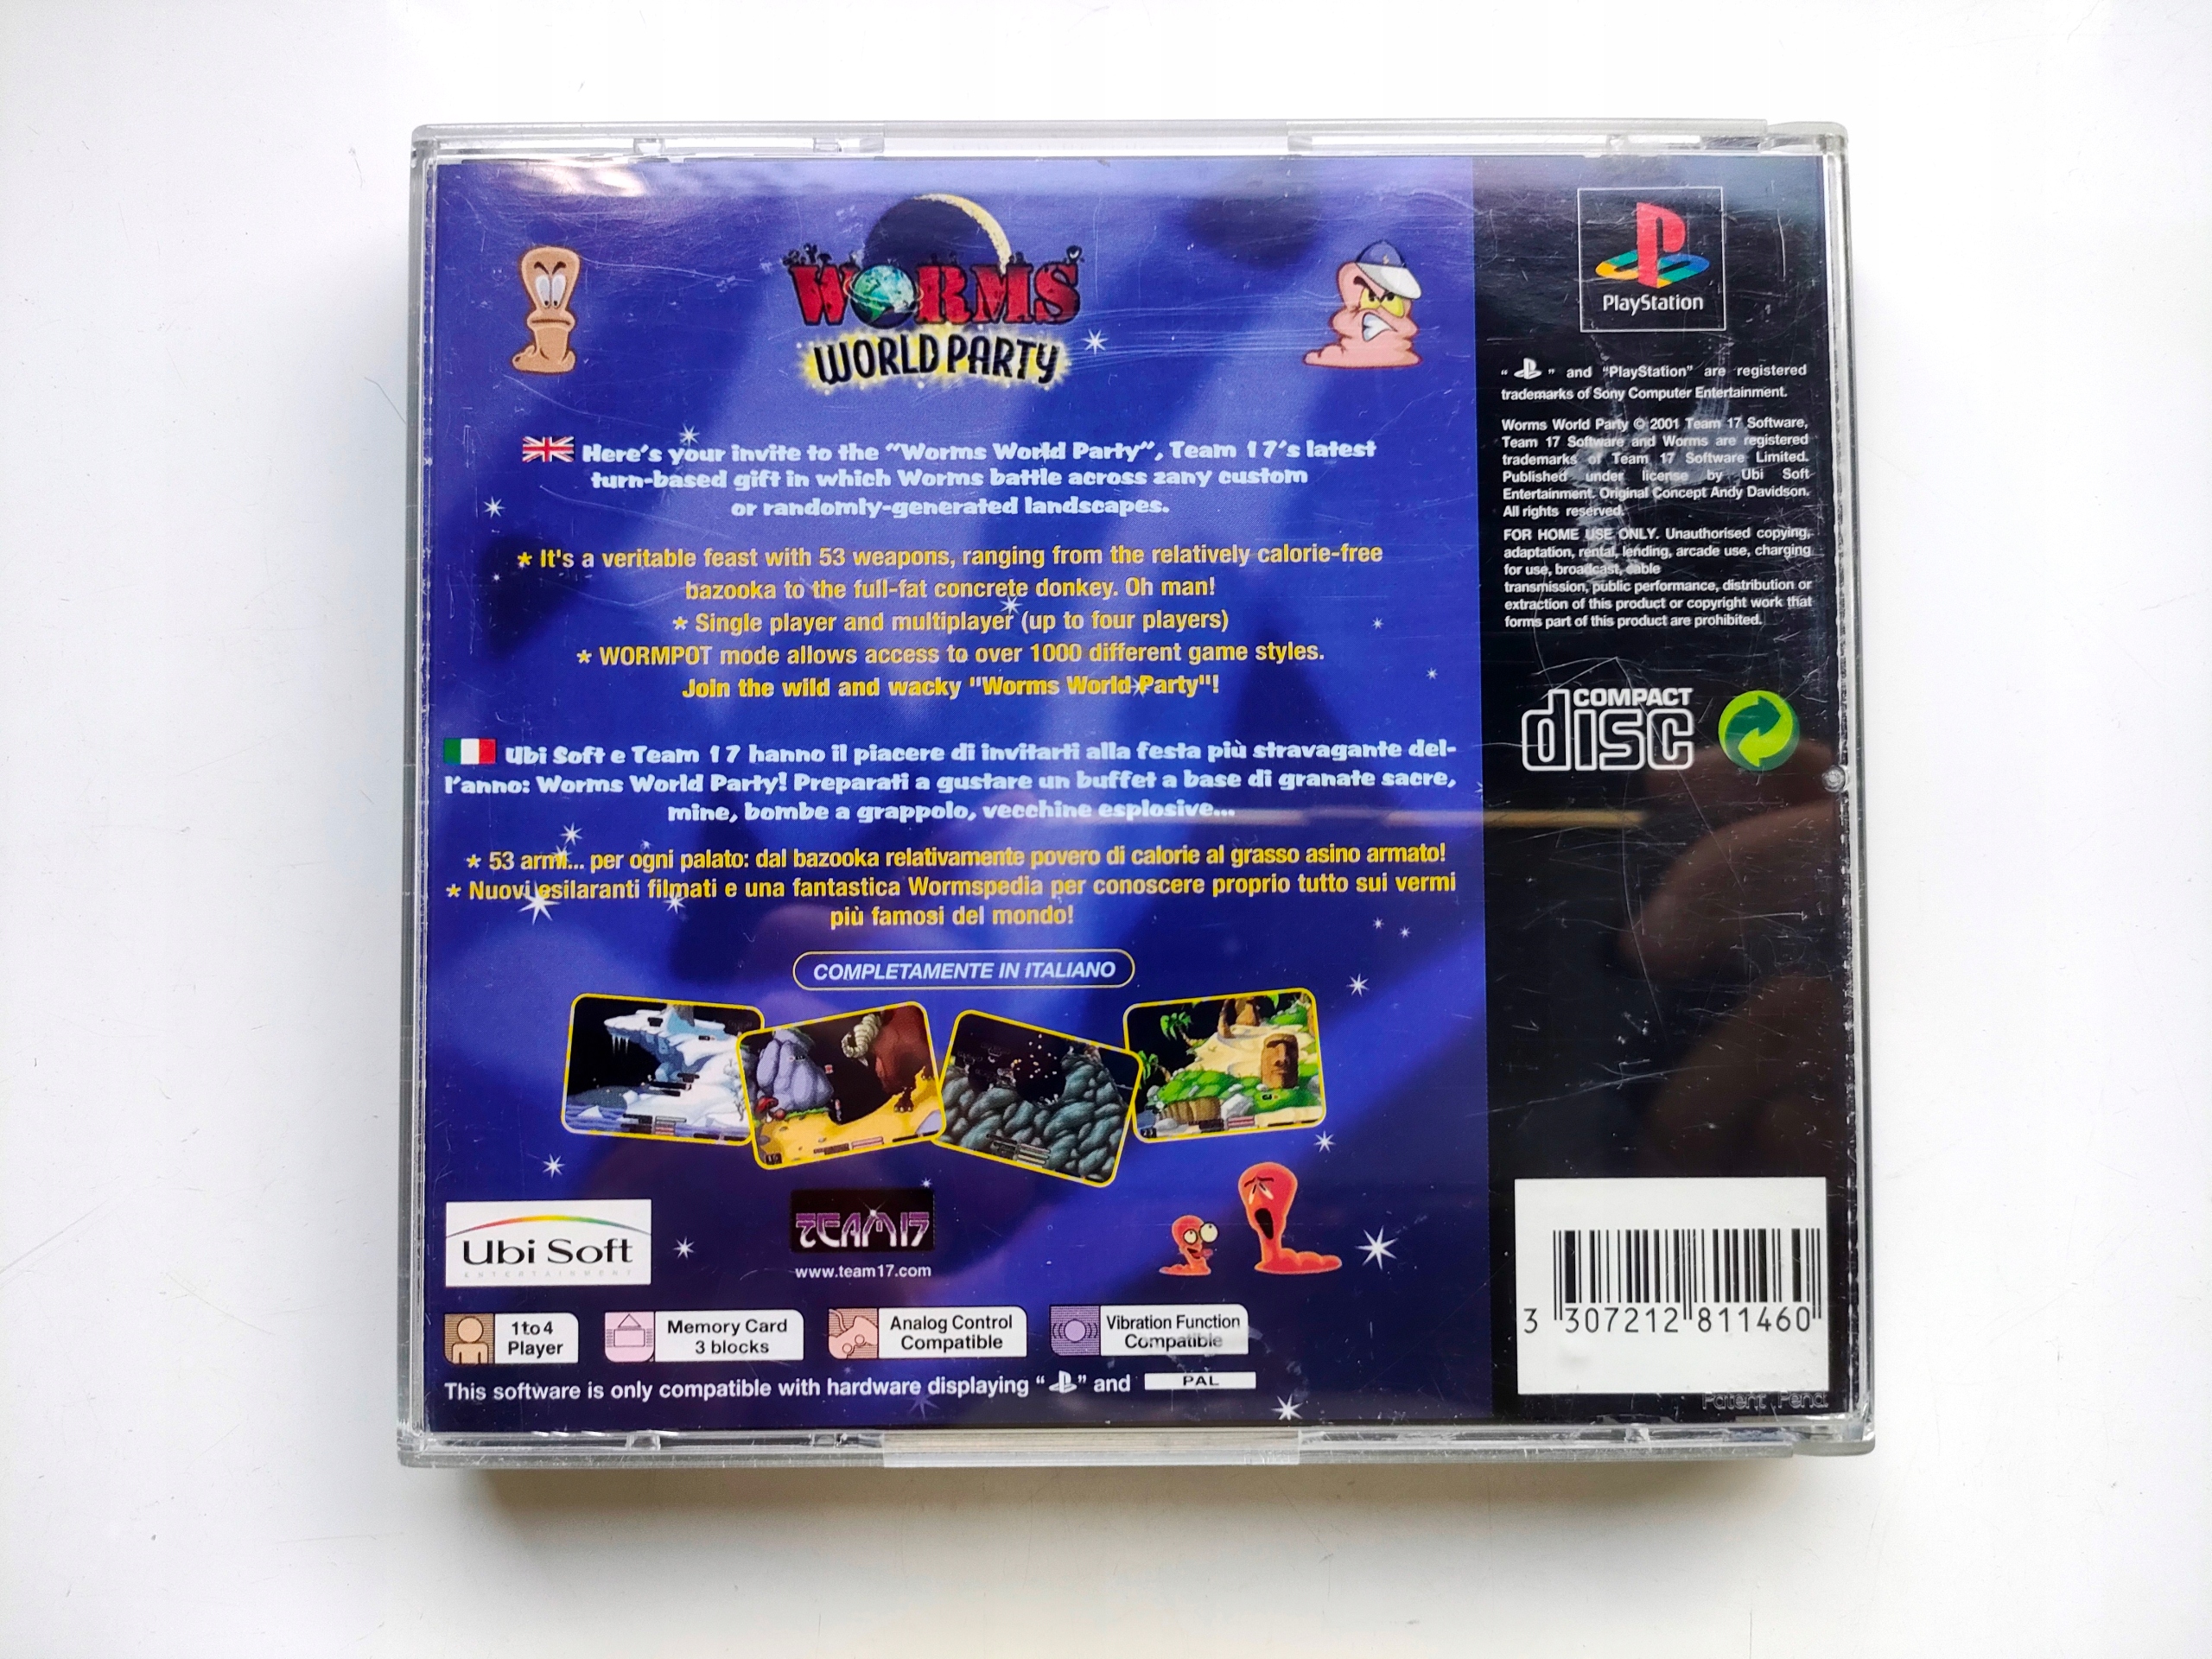 WORMS
WORLD PARTY
Here's your invite to the "Worms World Party", Team 17's latest
turn-based gift in which Worms battle across zany custom
or randomly-generated landscapes.
* It's a veritable feast with 53 weapons, ranging from the relatively calorie-free
bazooka to the full-fat concrete donkey. Oh man!
* Single player and multiplayer (up to four players)
* WORMPOT mode allows access to over 1000 different game styles.
Join the wild and wacky "Worms World Party"!
Ubi Soft e Team 17 hanno il piacere di invitarti alla festa più stravagante del-
l'anno: Worms World Party! Preparati a gustare un buffet a base di granate sacre,
mine, bombe a grappolo, vecchine esplosive...
* 53 armi... per ogni palato: dal bazooka relativamente povero di calorie al grasso asino armato!
* Nuovi esilaranti filmati e una fantastica Wormspedia per conoscere proprio tutto sui vermi
più famosi del mondo!
COMPLETAMENTE IN ITALIANO
Ubi Soft
ENTERTAINMENT
TEAM17
www.team17.com
1 to 4
Player
Memory Card
3 blocks
Analog Control
Compatible
Vibration Function
Compatible
This software is only compatible with hardware displaying " " and PAL
PlayStation
" " and "PlayStation" are registered
trademarks of Sony Computer Entertainment.
Worms World Party © 2001 Team 17 Software,
Team 17 Software and Worms are registered
trademarks of Team 17 Software Limited.
Published under license by Ubi Soft
Entertainment. Original Concept Andy Davidson.
All rights reserved.
FOR HOME USE ONLY. Unauthorised copying,
adaptation, rental, lending, arcade use, charging
for use, broadcast, cable
transmission, public performance, distribution or
extraction of this product or copyright work that
forms part of this product are prohibited.
COMPACT
disc
3 307212 811460
Patent Pend